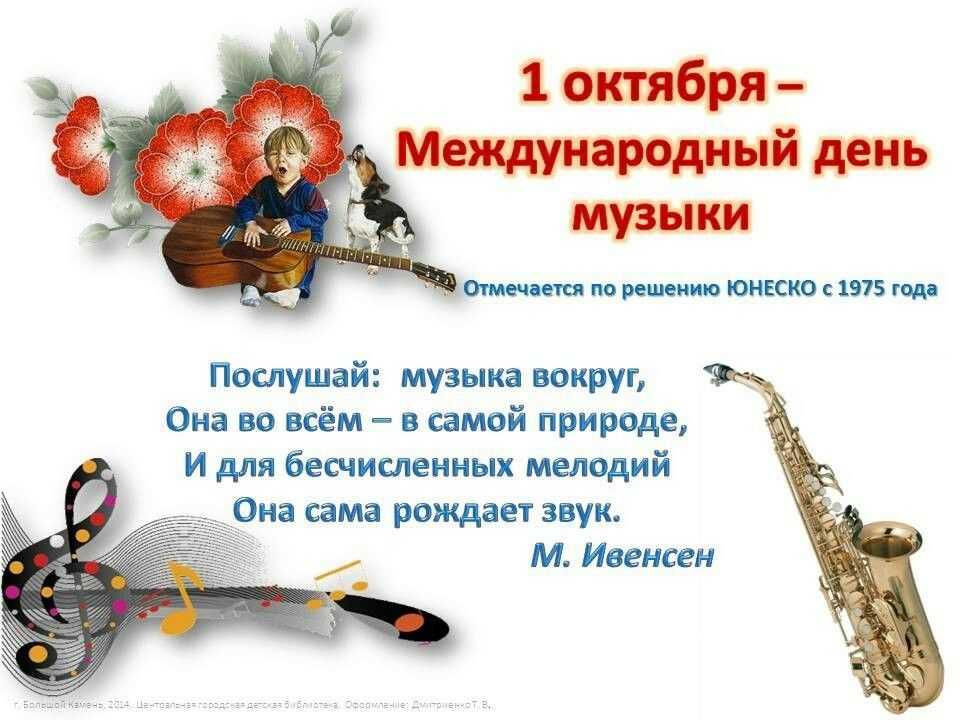 1 октября –
Международный день
музыки
Отмечается по решению ЮНЕСКО с 1975 года
Послушай: музыка вокруг,
Она во всём – в самой природе,
И для бесчисленных мелодий
Она сама рождает звук.
М. Ивенсен
г. Большой Камень, 2014. Центральная городская детская библиотека. Оформление: Дмитриенко Т. В.